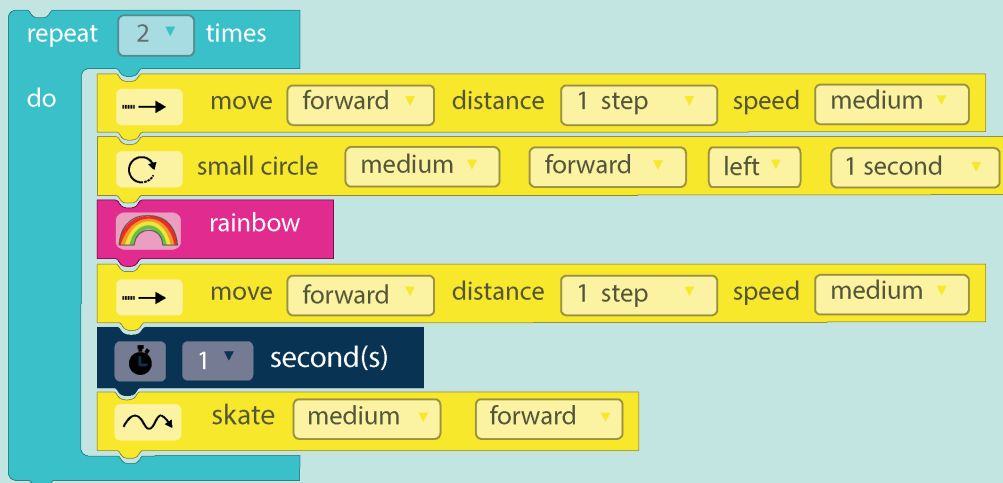 repeat 2 times
do
move forward distance 1 step speed medium
small circle medium forward left 1 second
rainbow
move forward distance 1 step speed medium
1 second(s)
skate medium forward